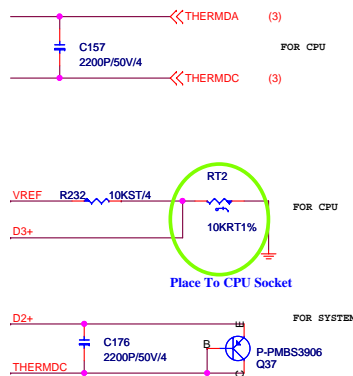 THERMDA (3)
C157
2200P/50V/4
FOR CPU
THERMDC (3)
RT2
VREF R232 10KST/4
FOR CPU
D3+
10KRT1%
Place To CPU Socket
D2+
FOR SYSTEM
E
C176
2200P/50V/4
B
P-PMBS3906
Q37
THERMDC
C